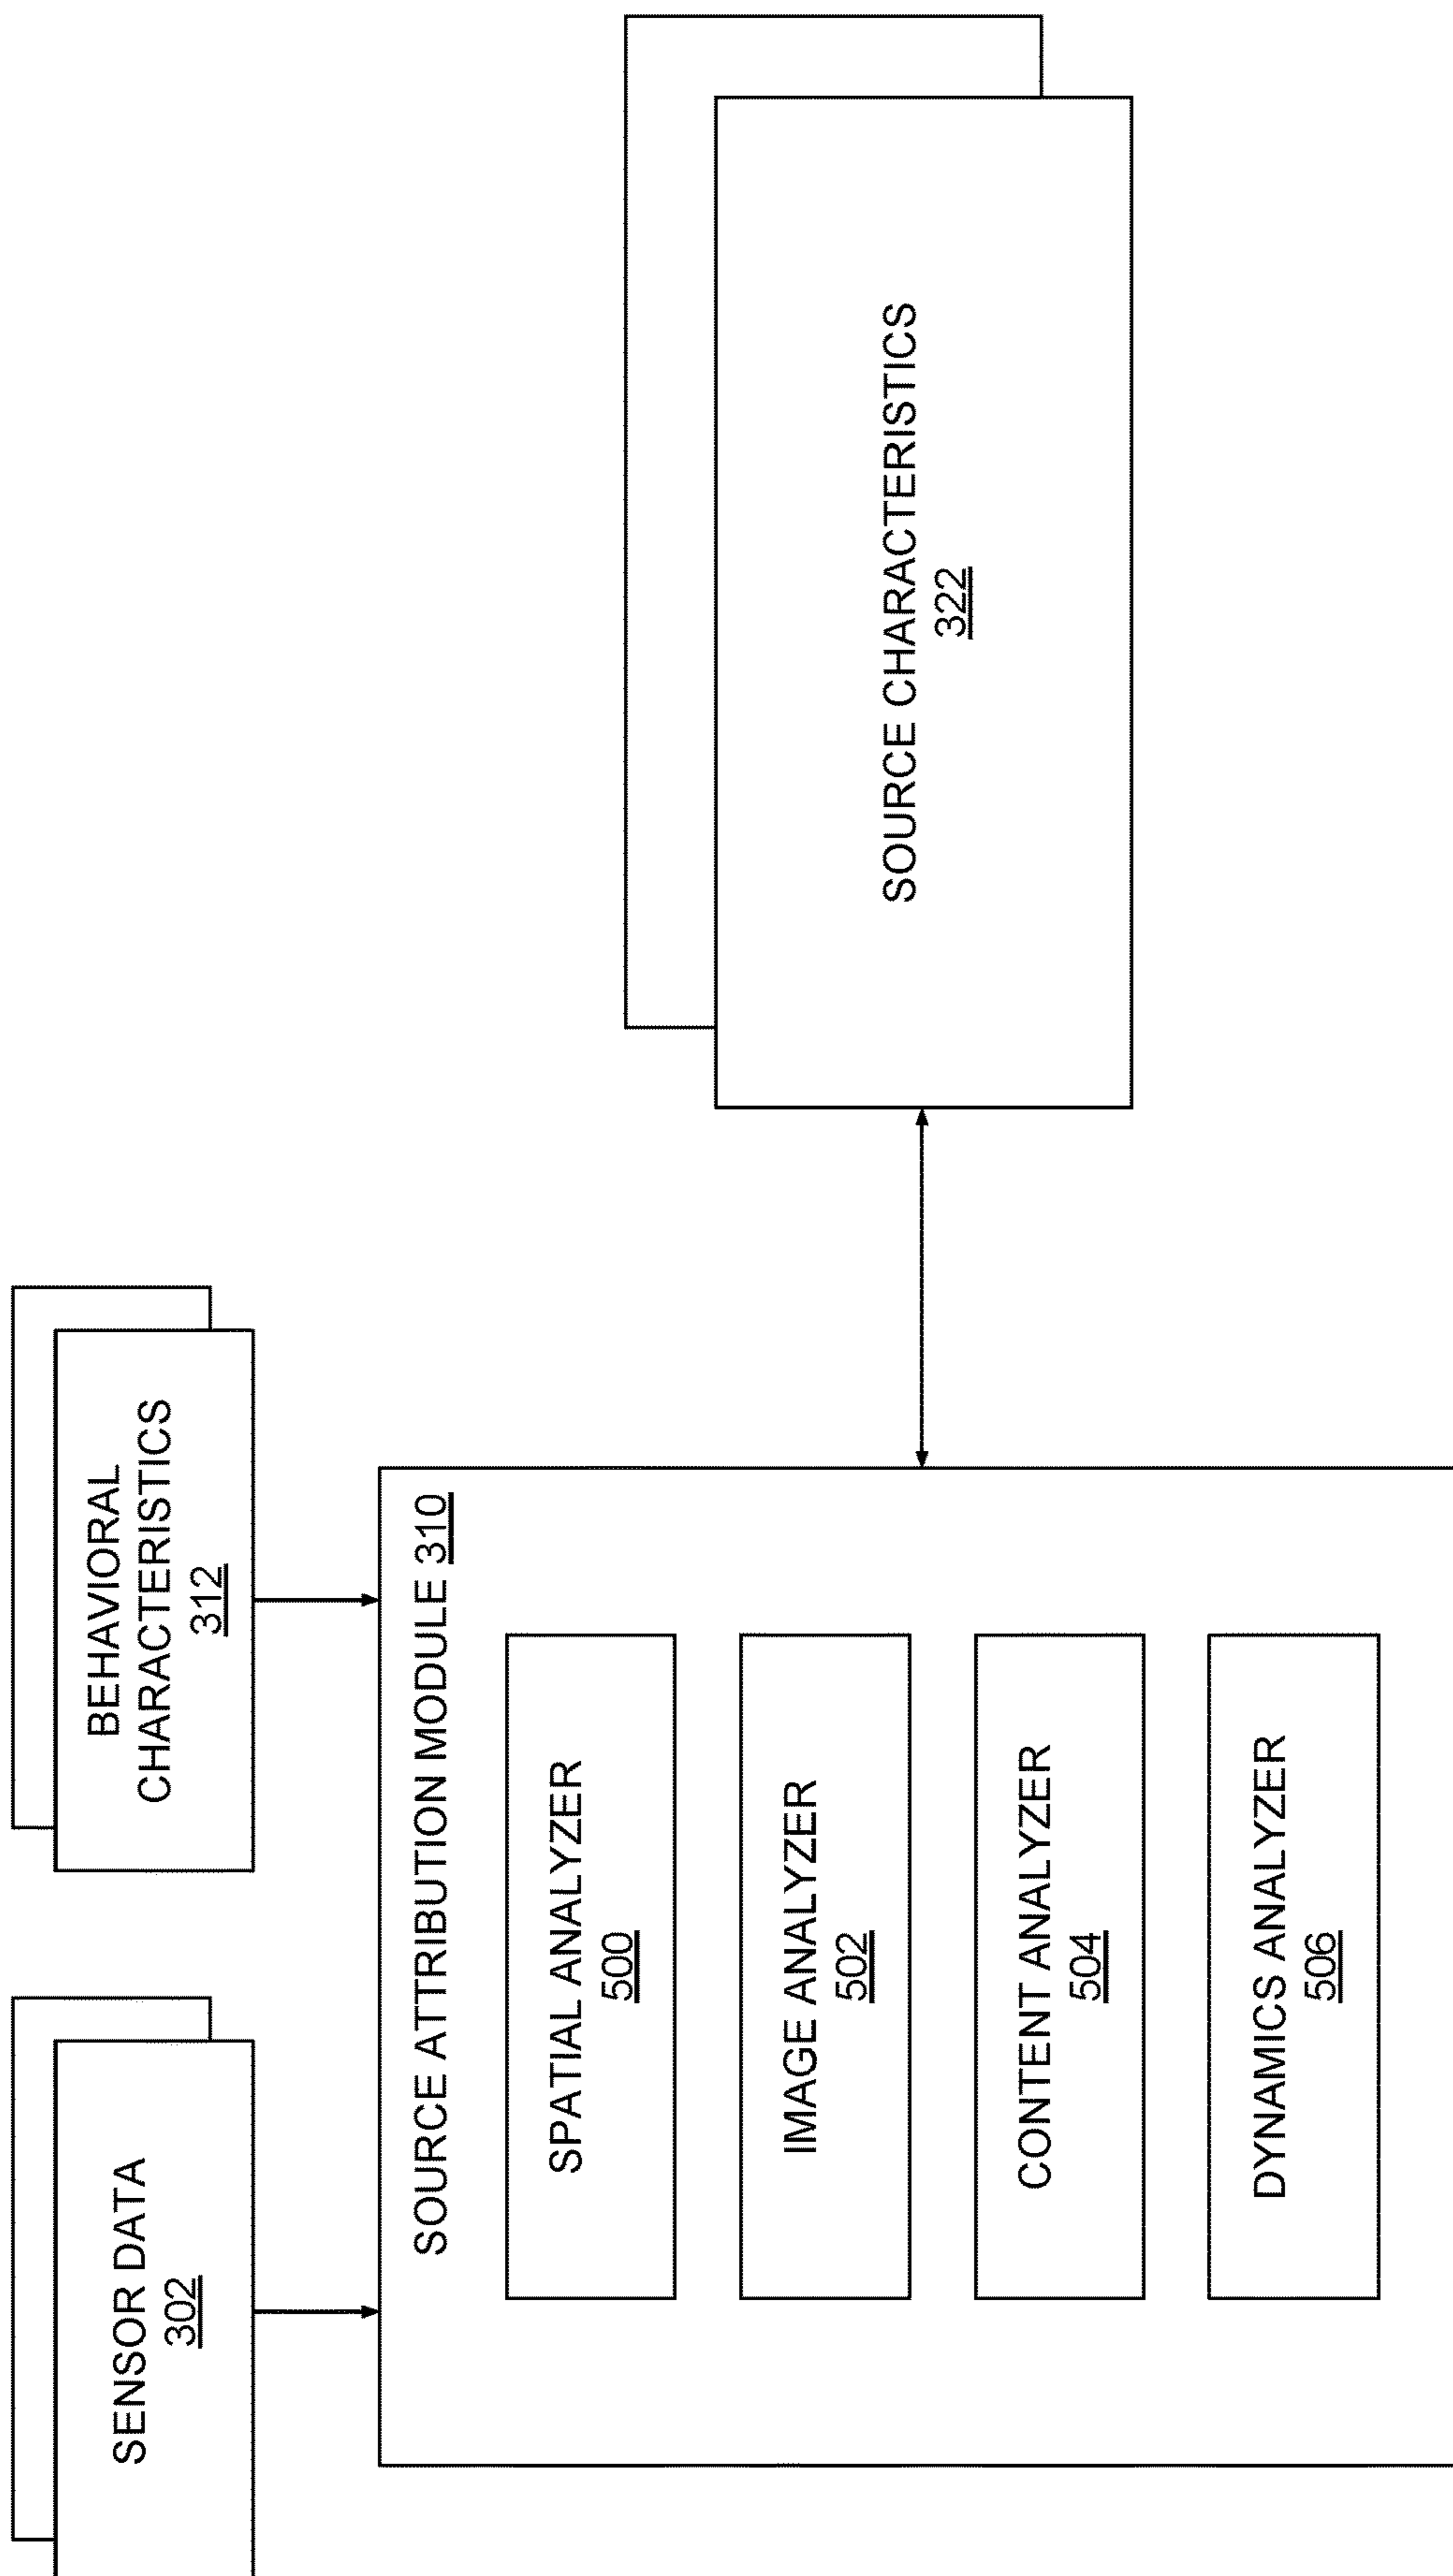 SENSOR DATA
302
BEHAVIORAL
CHARACTERISTICS
312
SOURCE ATTRIBUTION MODULE 310
SPATIAL ANALYZER
500
IMAGE ANALYZER
502
CONTENT ANALYZER
504
DYNAMICS ANALYZER
506
SOURCE CHARACTERISTICS
322